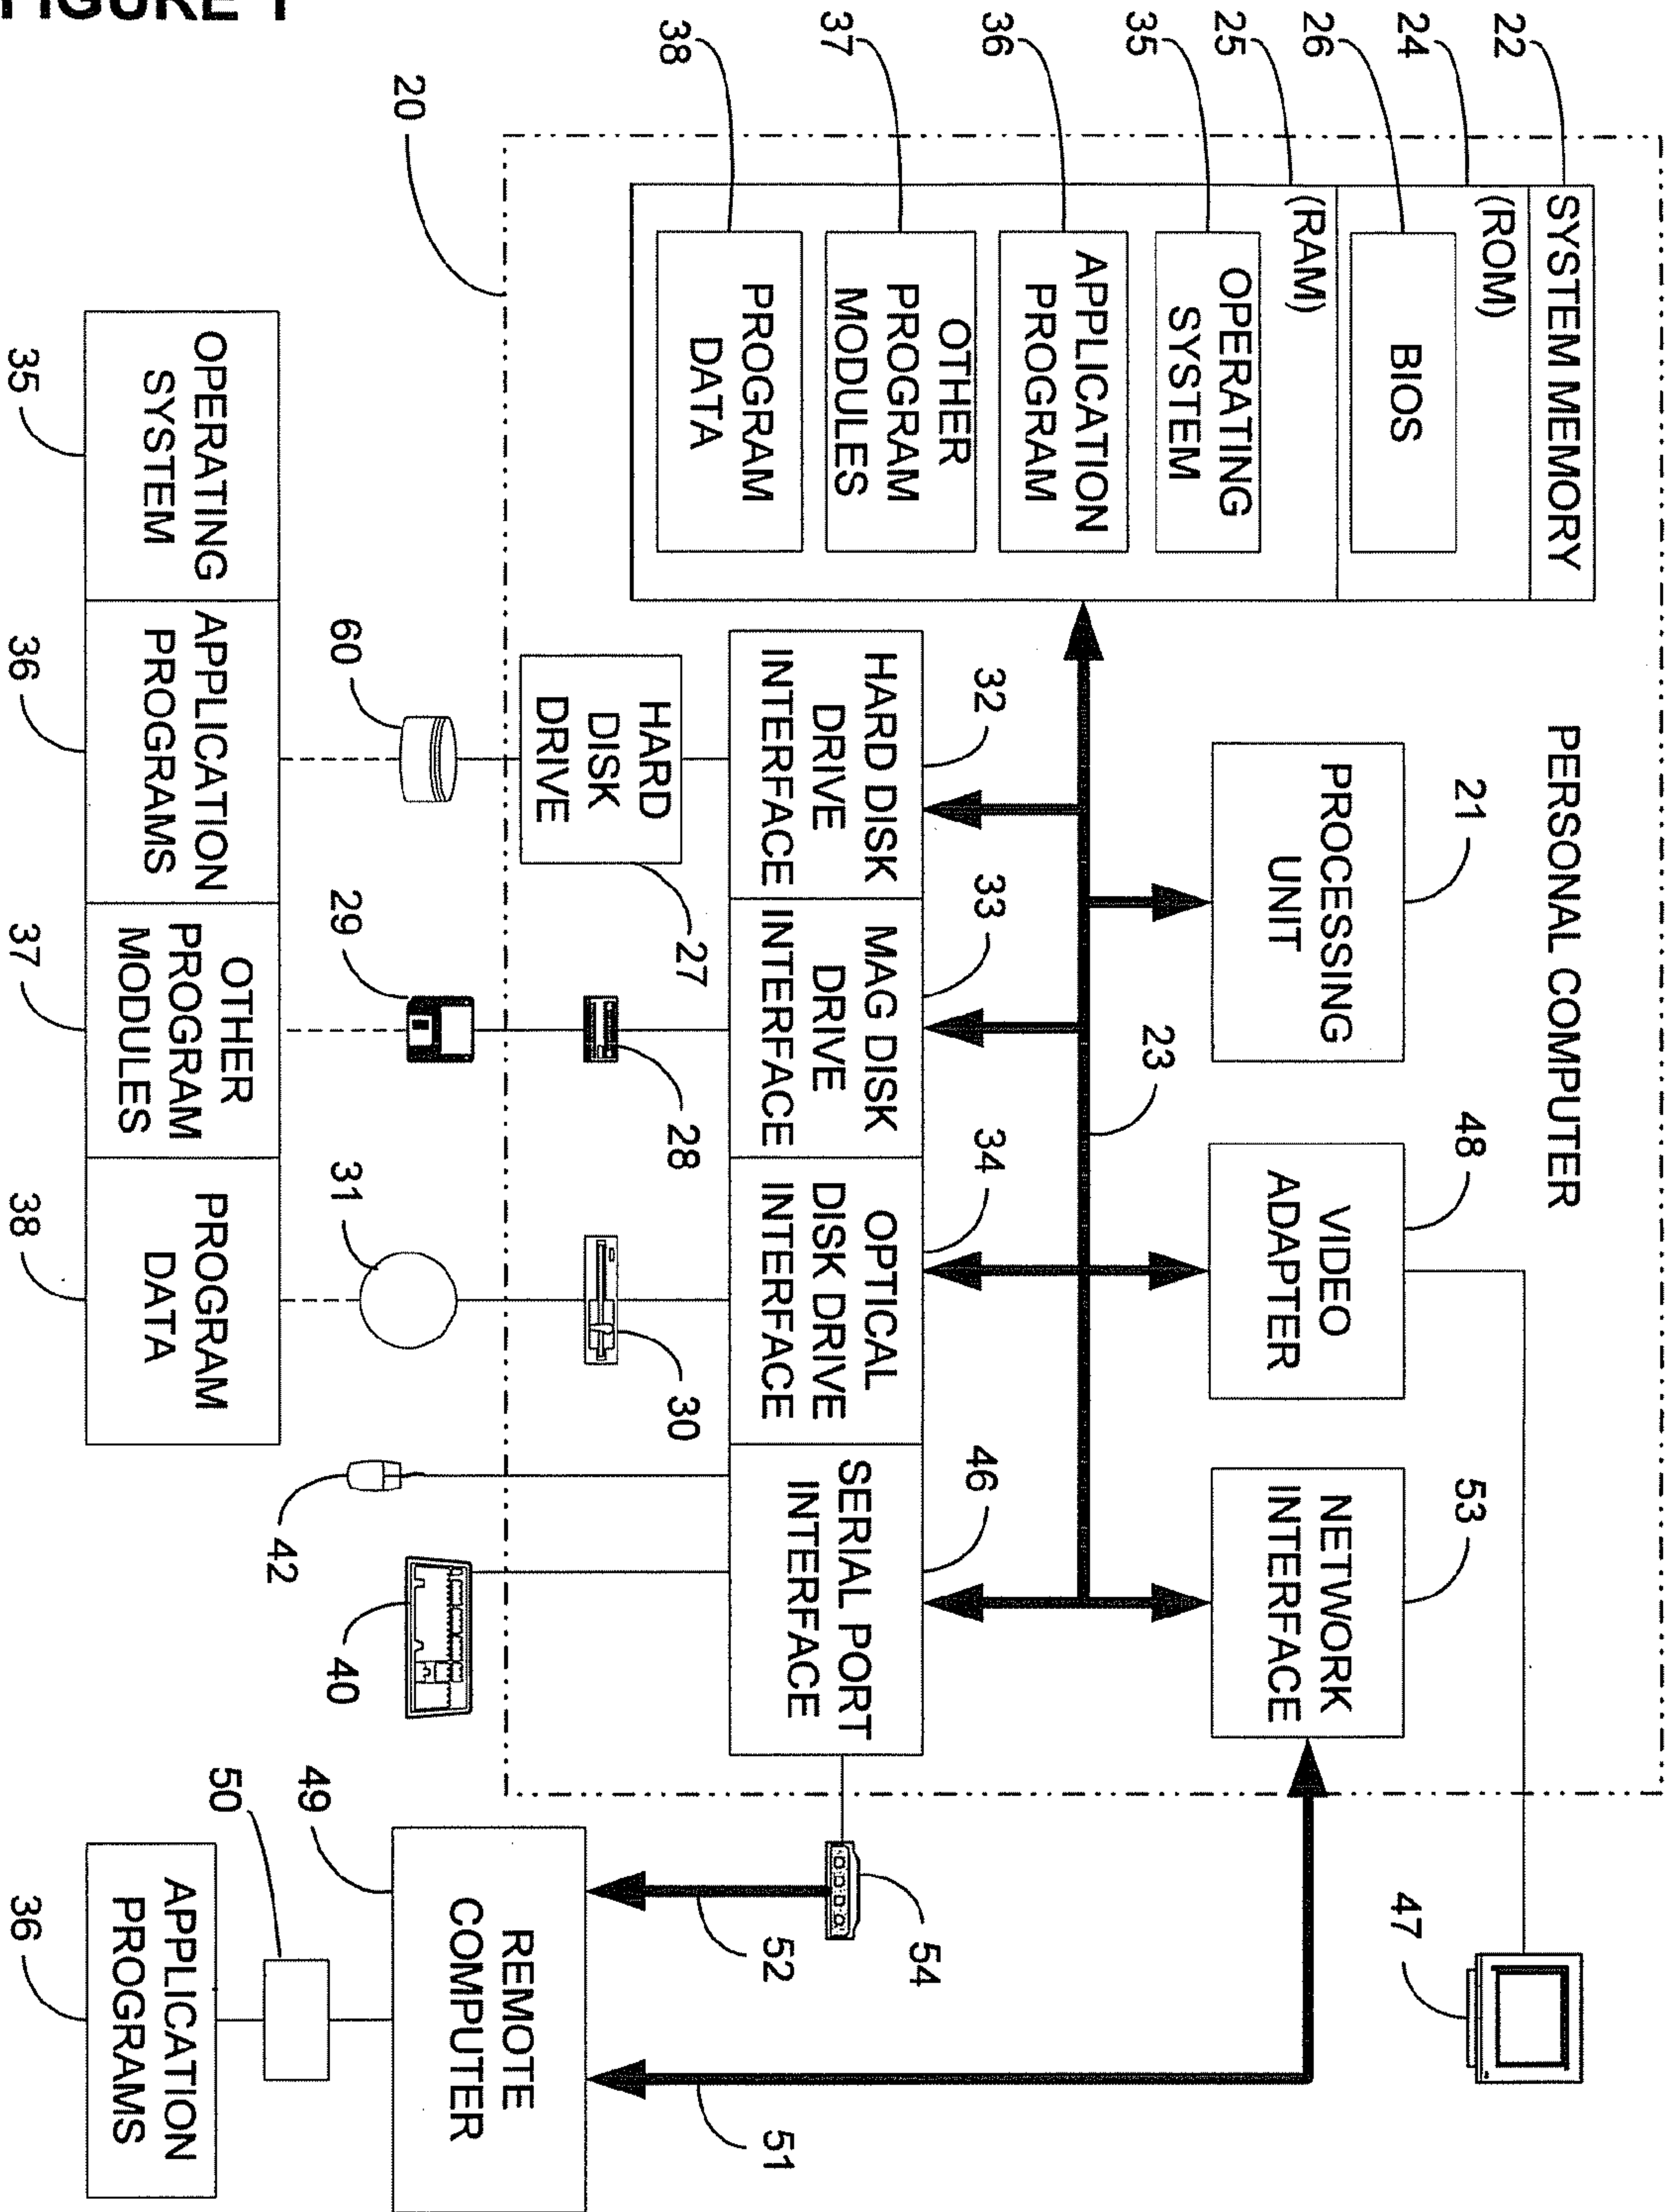 PERSONAL COMPUTER
22
SYSTEM MEMORY
24
(ROM)
26
BIOS
25
(RAM)
35
OPERATING
SYSTEM
36
APPLICATION
PROGRAM
37
OTHER
PROGRAM
MODULES
38
PROGRAM
DATA
20
21
PROCESSING
UNIT
48
VIDEO
ADAPTER
53
NETWORK
INTERFACE
47
23
32
HARD DISK
DRIVE
INTERFACE
33
MAG DISK
DRIVE
INTERFACE
34
OPTICAL
DISK DRIVE
INTERFACE
46
SERIAL PORT
INTERFACE
54
52
51
HARD
DISK
DRIVE
27
28
30
60
29
31
42
40
49
REMOTE
COMPUTER
50
OPERATING
SYSTEM
35
APPLICATION
PROGRAMS
36
OTHER
PROGRAM
MODULES
37
PROGRAM
DATA
38
APPLICATION
PROGRAMS
36
FIGURE 1